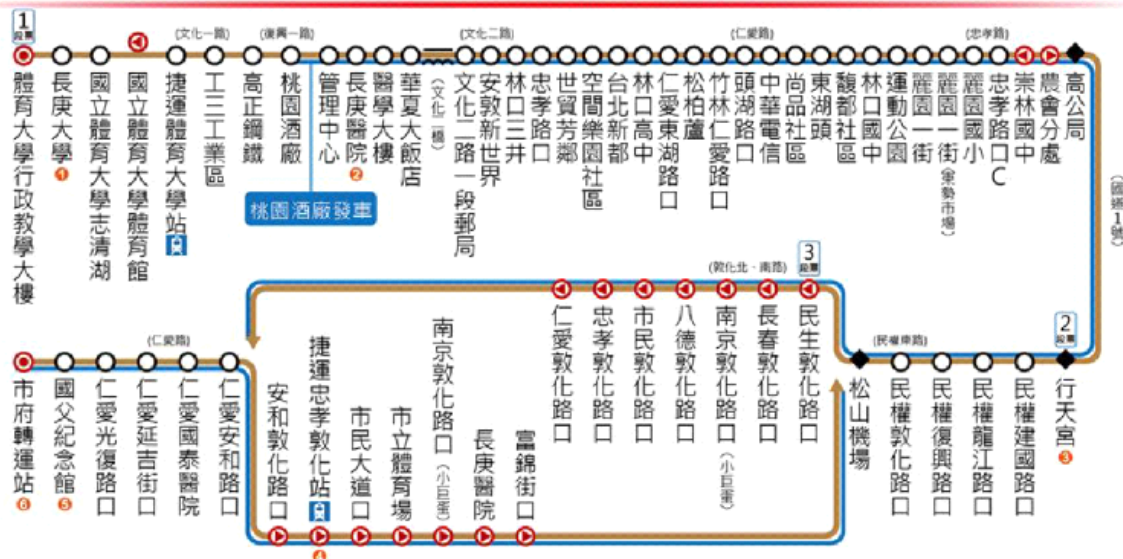 1
段票
(文化一路)
(復興一路)
(文化二路)
(仁愛路)
(忠孝路)
體育大學行政教學大樓
長庚大學
1
國立體育大學志清湖
國立體育大學體育館
捷運體育大學站
工三工業區
高正鋼鐵
桃園酒廠
管理中心
長庚醫院
2
醫學大樓
華夏大飯店
(文化二橋)
文化二路一段郵局
安敦新世界
林口三井
忠孝路口
世貿芳鄰
空間樂園社區
台北新都
林口高中
仁愛東湖路口
松柏蘆
竹林仁愛路口
頭湖路口
中華電信
尚品社區
東湖頭
馥都社區
林口國中
運動公園
麗園一街
麗園一街(東勢市場)
麗園國小
忠孝路口C
崇林國中
農會分處
高公局
桃園酒廠發車
(國道1號)
2
段票
行天宮
3
民權建國路口
民權龍江路口
民權復興路口
民權敦化路口
(民權東路)
松山機場
3
段票
(敦化北、南路)
民生敦化路口
長春敦化路口
南京敦化路口(小巨蛋)
八德敦化路口
市民敦化路口
忠孝敦化路口
仁愛敦化路口
(仁愛路)
市府轉運站
6
國父紀念館
5
仁愛光復路口
仁愛延吉街口
仁愛國泰醫院
仁愛安和路口
安和敦化路口
捷運忠孝敦化站
4
市民大道口
市立體育場
南京敦化路口(小巨蛋)
長庚醫院
富錦街口